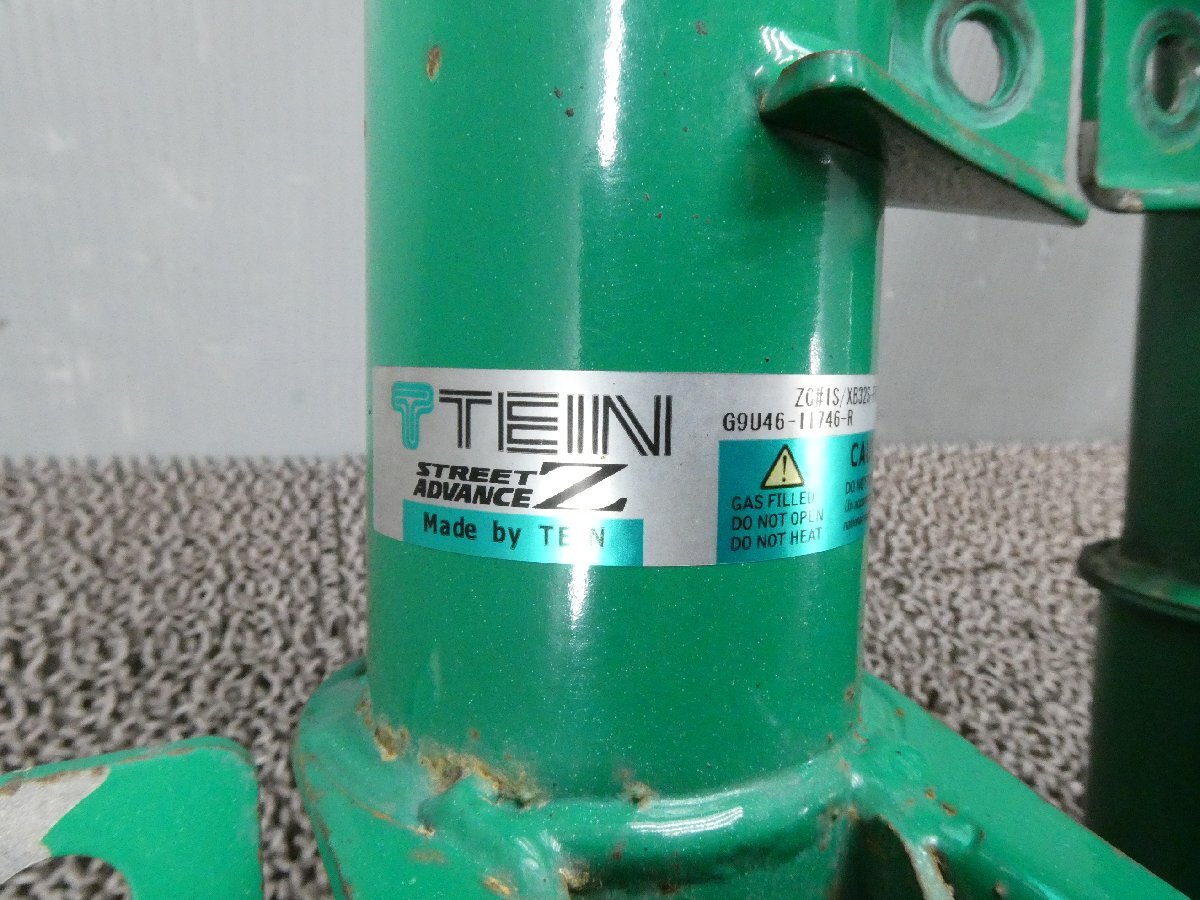 TEIN
STREET
ADVANCE Z
Made by TEIN
ZC#1S/XB32S
G9U46-11746-R
GAS FILLED
DO NOT OPEN
DO NOT HEAT